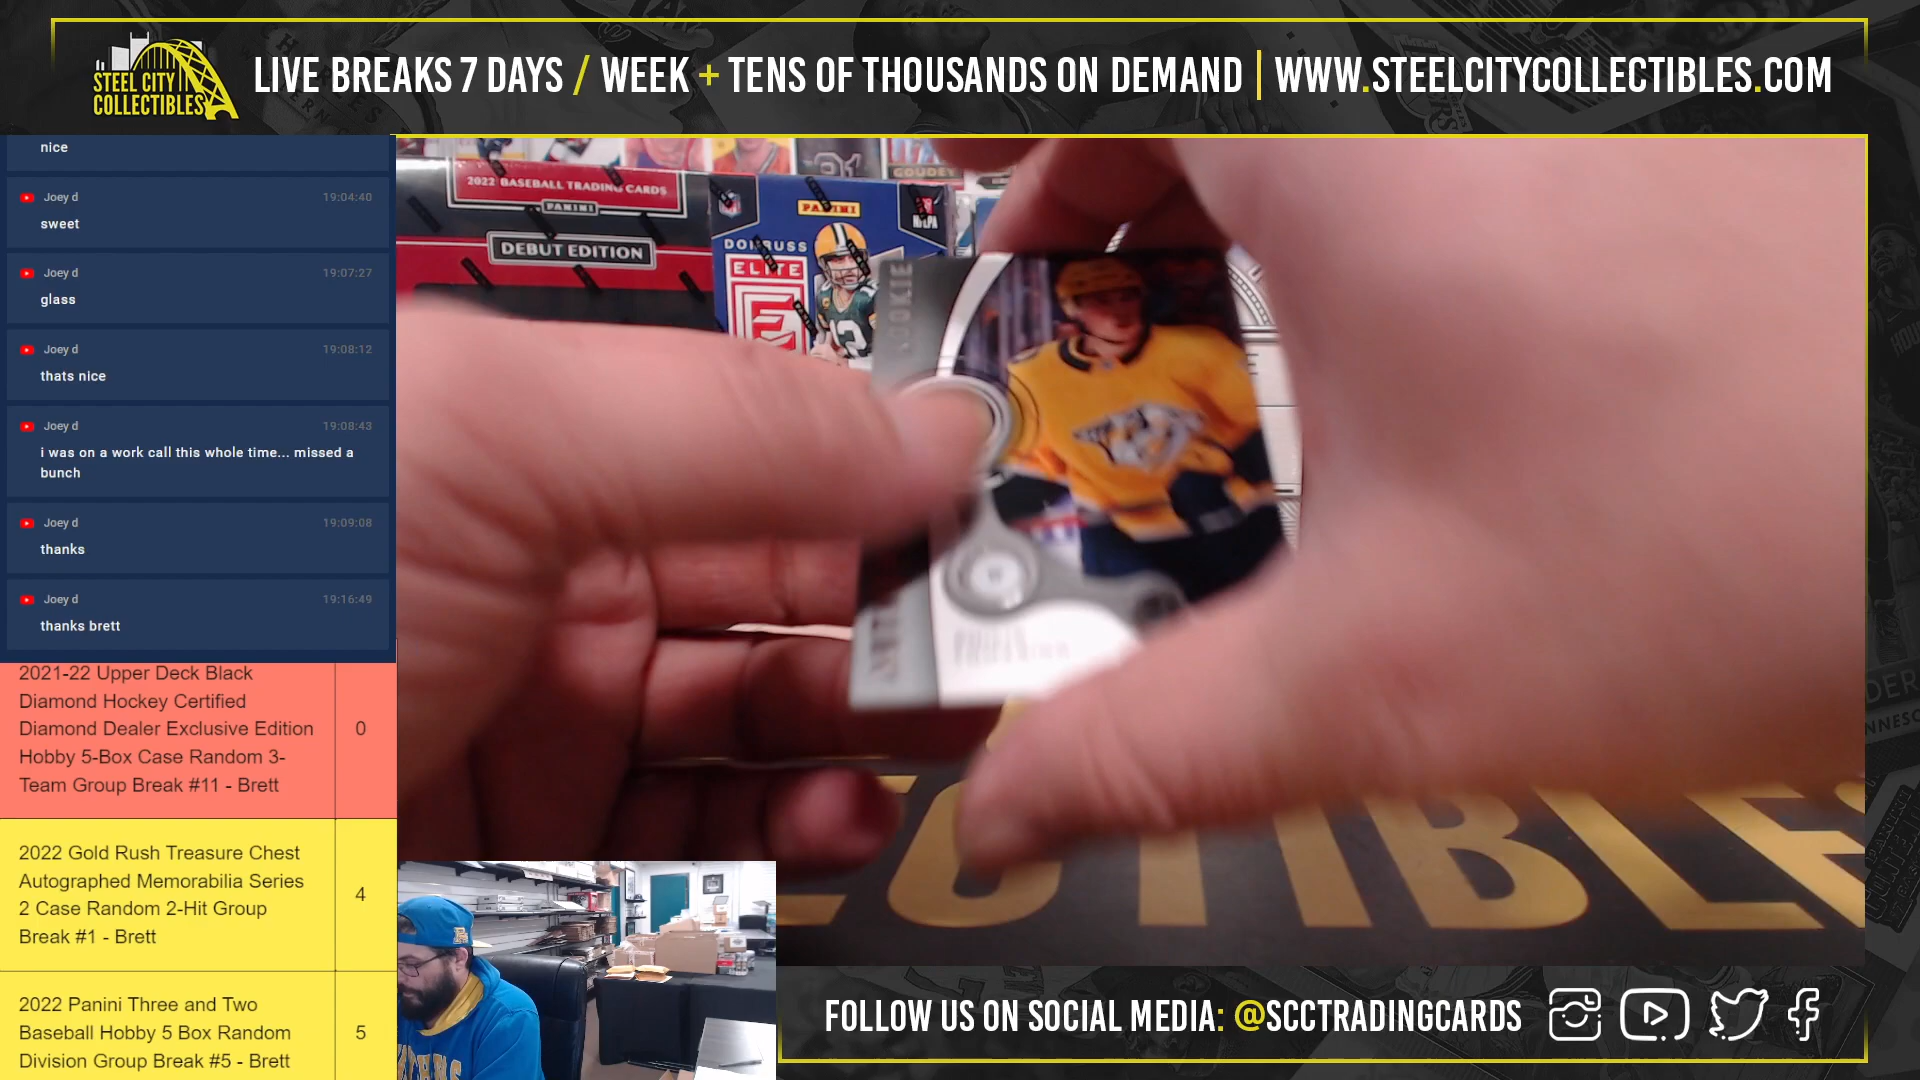 STEEL CITY
COLLECTIBLES
LIVE BREAKS 7 DAYS / WEEK + TENS OF THOUSANDS ON DEMAND | WWW.STEELCITYCOLLECTIBLES.COM
nice
Joey d 19:04:40
sweet
Joey d 19:07:27
glass
Joey d 19:08:12
thats nice
Joey d 19:08:43
i was on a work call this whole time... missed a
bunch
Joey d 19:09:08
thanks
Joey d 19:16:49
thanks brett
2021-22 Upper Deck Black
Diamond Hockey Certified
Diamond Dealer Exclusive Edition
Hobby 5-Box Case Random 3-
Team Group Break #11 - Brett
0
2022 Gold Rush Treasure Chest
Autographed Memorabilia Series
2 Case Random 2-Hit Group
Break #1 - Brett
4
2022 Panini Three and Two
Baseball Hobby 5 Box Random
Division Group Break #5 - Brett
5
GOUDEY
2022 BASEBALL TRADING CARDS
PANINI
DEBUT EDITION
PANINI
DONRUSS
ELITE
E
12
ROOKIE
ECTIBLE
FOLLOW US ON SOCIAL MEDIA: @SCCTRADINGCARDS